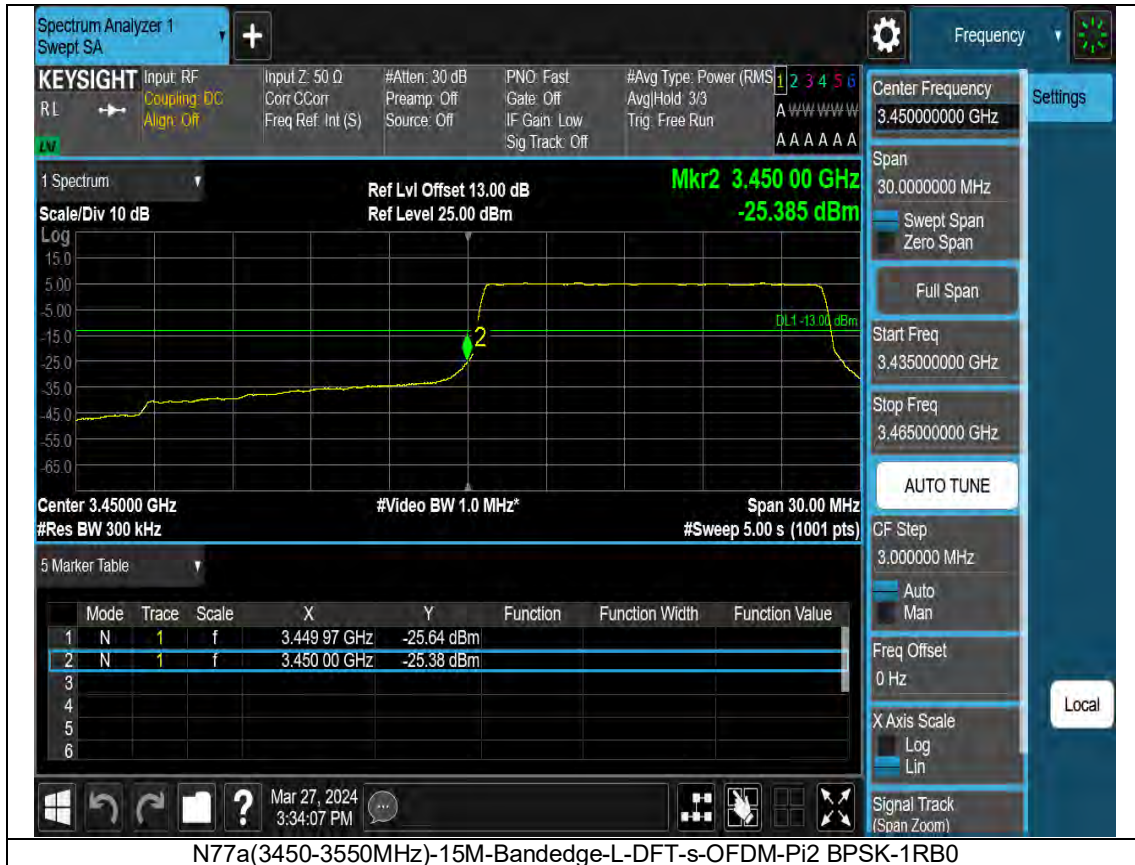 Spectrum Analyzer 1
Swept SA
+
Frequency
KEYSIGHT
RL
Input: RF
Coupling: DC
Align: Off
Input Z: 50 Ω
Corr CCorr
Freq Ref: Int (S)
#Atten: 30 dB
Preamp: Off
Source: Off
PNO: Fast
Gate: Off
IF Gain: Low
Sig Track: Off
#Avg Type: Power (RMS
Avg|Hold: 3/3
Trig: Free Run
1 2 3 4 5 6
A W W W W W
A A A A A A
1 Spectrum
Scale/Div 10 dB
Ref Lvl Offset 13.00 dB
Ref Level 25.00 dBm
Mkr2 3.450 00 GHz
-25.385 dBm
Log
15.0
5.00
-5.00
-15.0
-25.0
-35.0
-45.0
-55.0
-65.0
2
DL1 -13.00 dBm
Center 3.45000 GHz
#Res BW 300 kHz
#Video BW 1.0 MHz*
Span 30.00 MHz
#Sweep 5.00 s (1001 pts)
5 Marker Table
Mode Trace Scale X Y Function Function Width Function Value
1 N 1 f 3.449 97 GHz -25.64 dBm
2 N 1 f 3.450 00 GHz -25.38 dBm
3
4
5
6
Center Frequency
3.450000000 GHz
Span
30.0000000 MHz
Swept Span
Zero Span
Full Span
Start Freq
3.435000000 GHz
Stop Freq
3.465000000 GHz
AUTO TUNE
CF Step
3.000000 MHz
Auto
Man
Freq Offset
0 Hz
X Axis Scale
Log
Lin
Signal Track
(Span Zoom)
Settings
Local
?
Mar 27, 2024
3:34:07 PM
N77a(3450-3550MHz)-15M-Bandedge-L-DFT-s-OFDM-Pi2 BPSK-1RB0